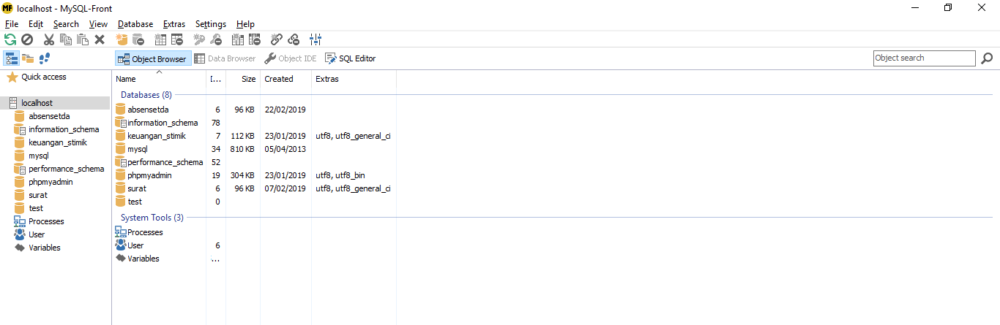 MF localhost - MySQL-Front
File Edit Search View Database Extras Settings Help
Object Browser Data Browser Object IDE SQL Editor Object search
Quick access
localhost
absensetda
information_schema
keuangan_stimik
mysql
performance_schema
phpmyadmin
surat
test
Processes
User
Variables
Name I... Size Created Extras
Databases (8)
absensetda 6 96 KB 22/02/2019
information_schema 78
keuangan_stimik 7 112 KB 23/01/2019 utf8, utf8_general_ci
mysql 34 810 KB 05/04/2013
performance_schema 52
phpmyadmin 19 304 KB 23/01/2019 utf8, utf8_bin
surat 6 96 KB 07/02/2019 utf8, utf8_general_ci
test 0
System Tools (3)
Processes
User 6
Variables ...